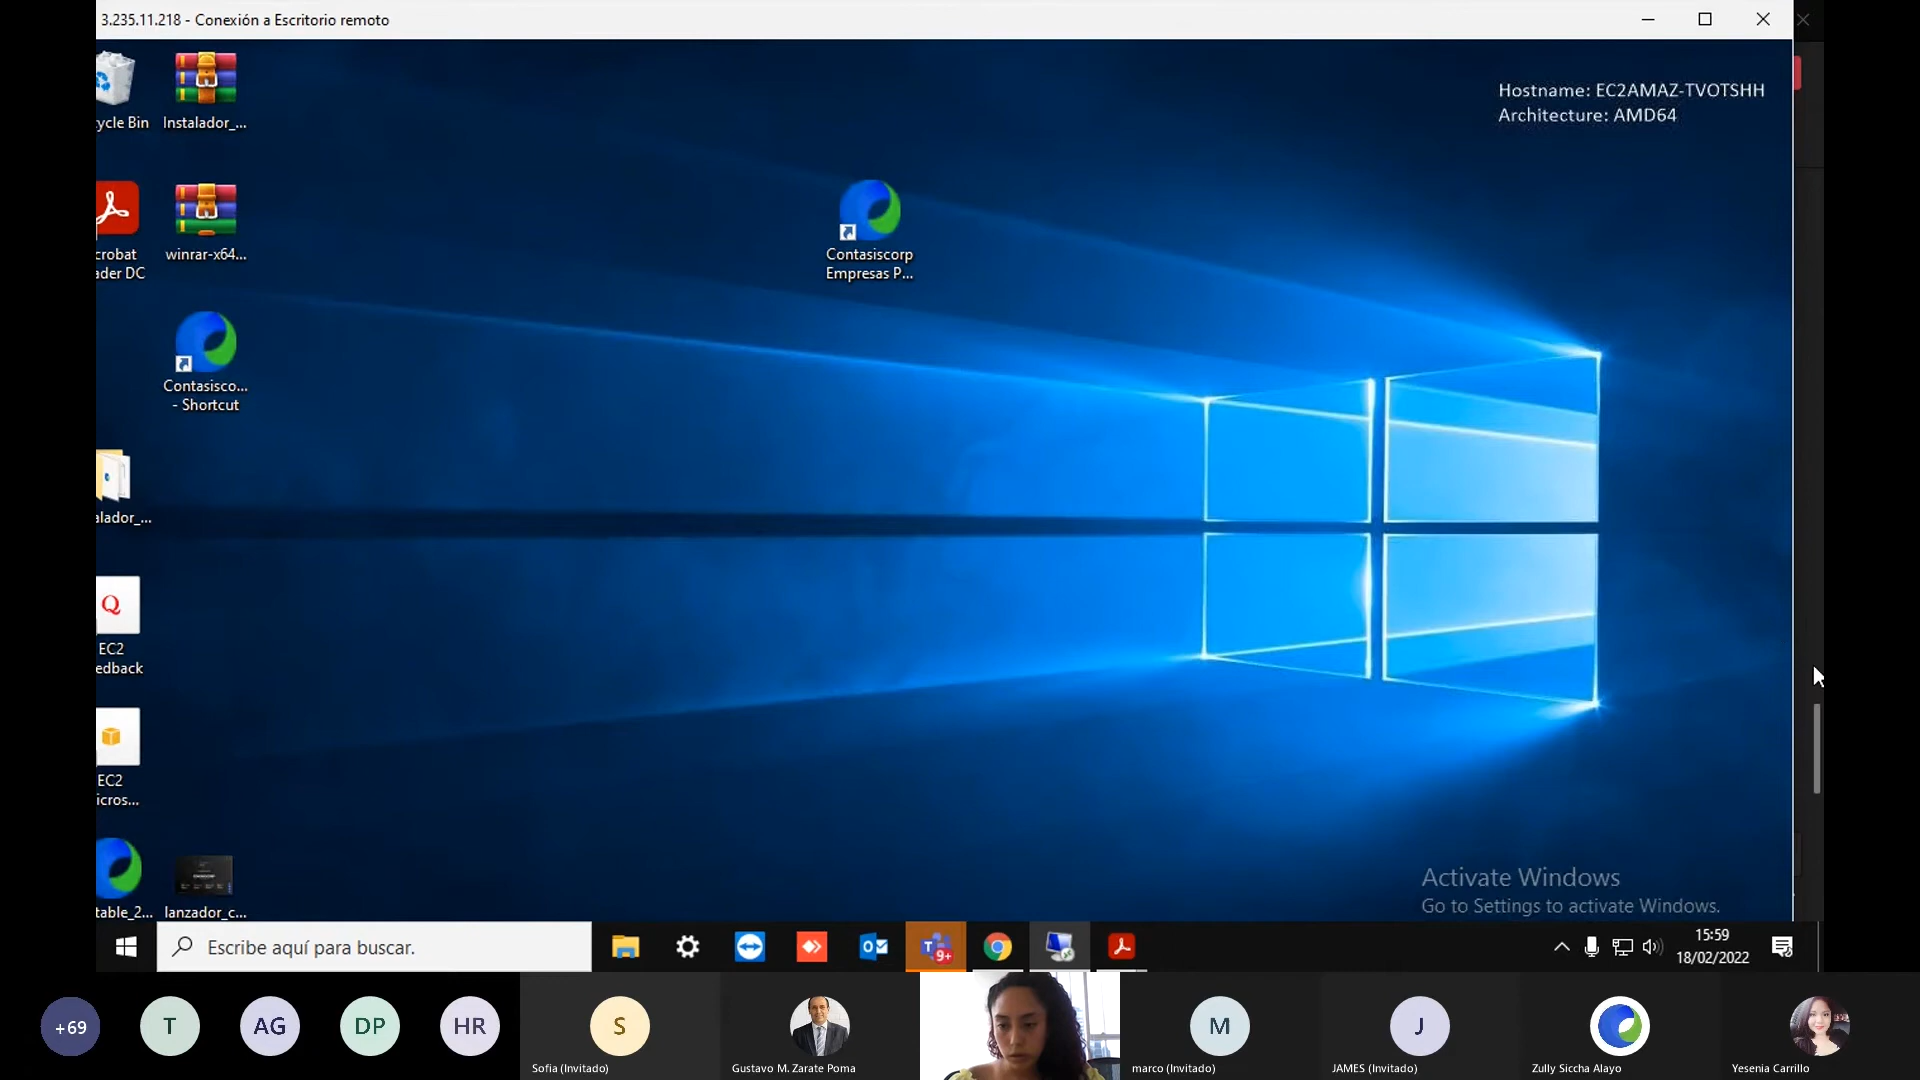 3.235.11.218 - Conexión a Escritorio remoto
Hostname: EC2AMAZ-TVOTSHH
Architecture: AMD64
ycle Bin
Instalador_...
crobat
ader DC
winrar-x64...
Contasiscorp
Empresas P...
Contasisco...
- Shortcut
alador_...
Q
EC2
edback
EC2
icros...
table_2...
lanzador_c...
Activate Windows
Go to Settings to activate Windows.
Escribe aquí para buscar.
9+
15:59
18/02/2022
+69
T
AG
DP
HR
S
M
J
Sofia (Invitado)
Gustavo M. Zarate Poma
marco (Invitado)
JAMES (Invitado)
Zully Siccha Alayo
Yesenia Carrillo